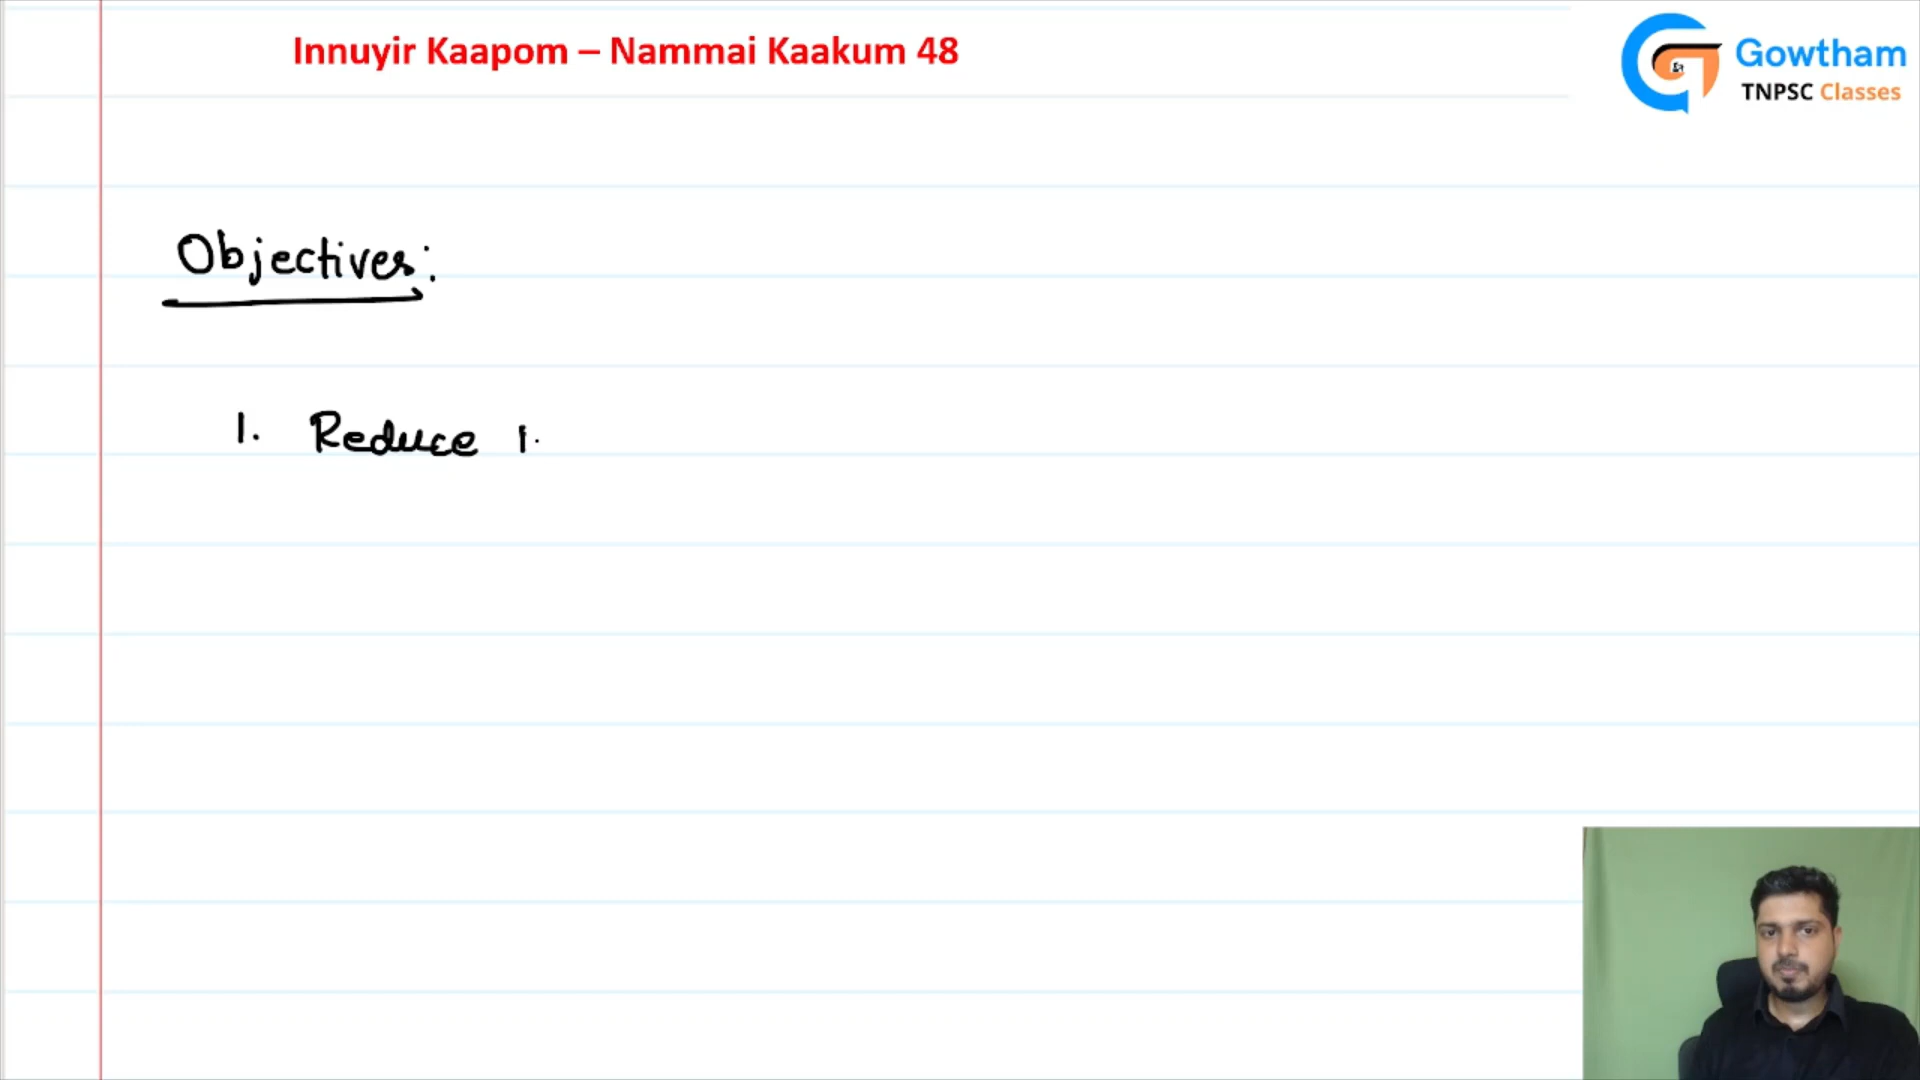 Innuyir Kaapom – Nammai Kaakum 48
Gowtham
TNPSC Classes
Objectives:
1. Reduce